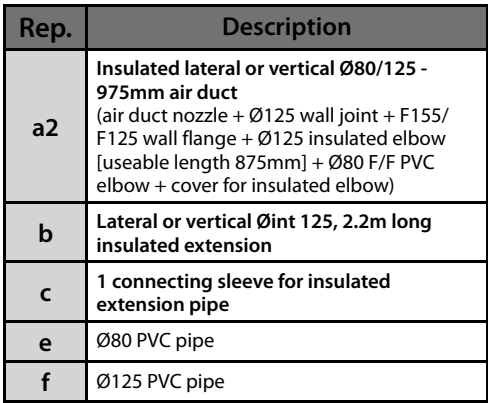 Rep.
Description
a2
Insulated lateral or vertical Ø80/125 -
975mm air duct
(air duct nozzle + Ø125 wall joint + F155/
F125 wall flange + Ø125 insulated elbow
[useable length 875mm] + Ø80 F/F PVC
elbow + cover for insulated elbow)
b
Lateral or vertical Øint 125, 2.2m long
insulated extension
c
1 connecting sleeve for insulated
extension pipe
e
Ø80 PVC pipe
f
Ø125 PVC pipe